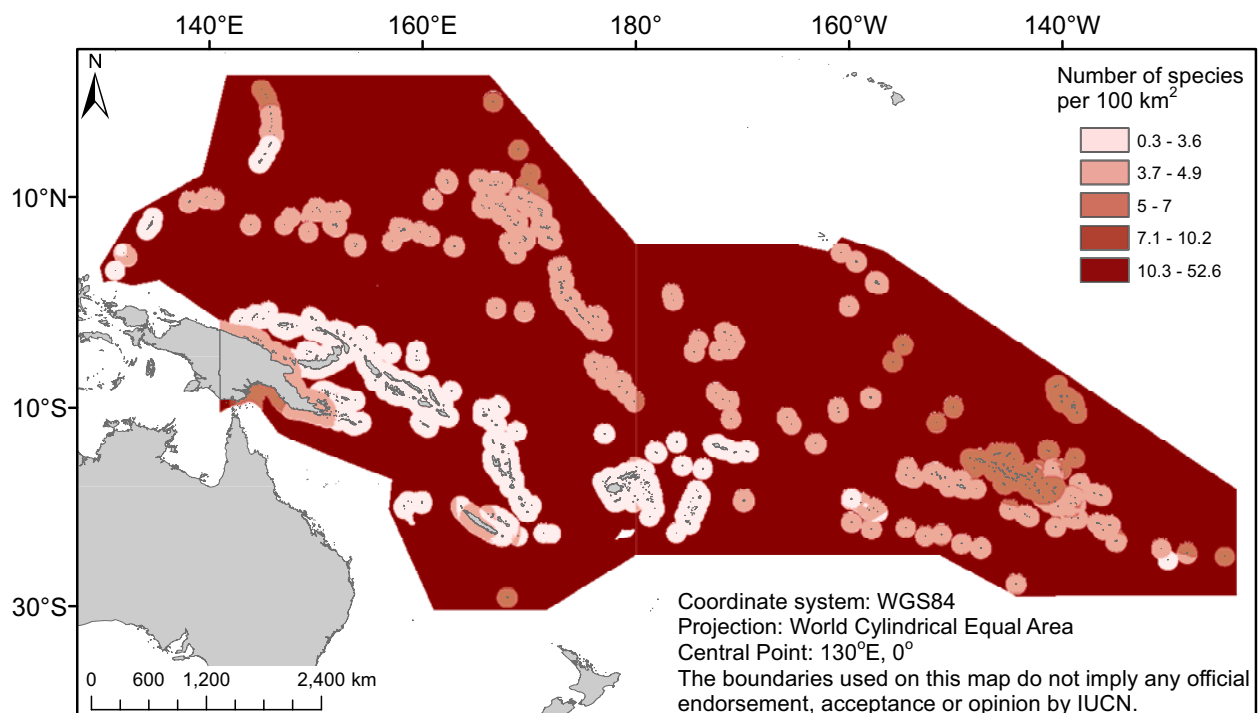 140°E 160°E 180° 160°W 140°W
N
10°N
10°S
30°S
Number of species
per 100 km²
0.3 - 3.6
3.7 - 4.9
5 - 7
7.1 - 10.2
10.3 - 52.6
0 600 1,200 2,400 km
Coordinate system: WGS84
Projection: World Cylindrical Equal Area
Central Point: 130°E, 0°
The boundaries used on this map do not imply any official
endorsement, acceptance or opinion by IUCN.